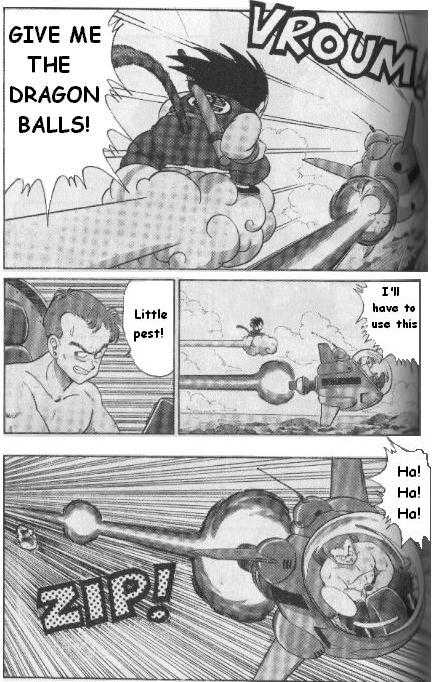 GIVE ME
THE
DRAGON
BALLS!
VROUM!
Little
pest!
I'll
have to
use this
Ha!
Ha!
Ha!
ZIP!